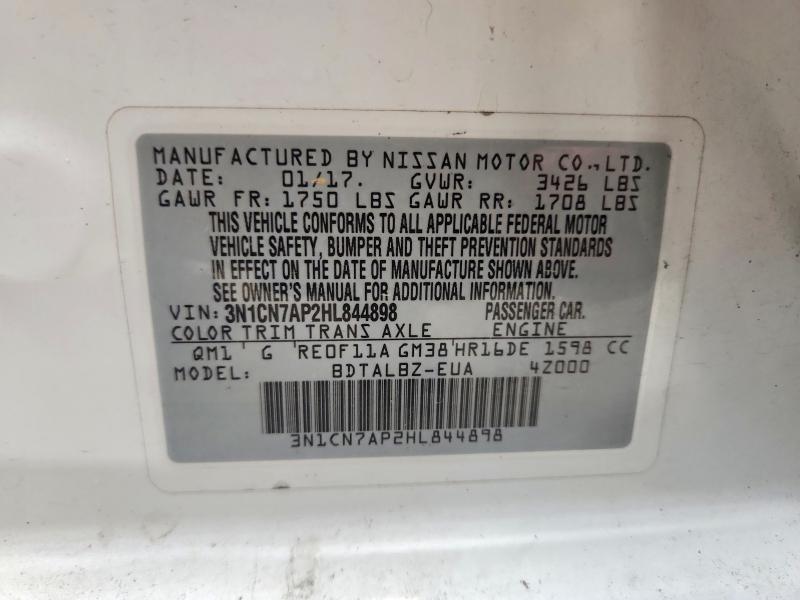 MANUFACTURED BY NISSAN MOTOR CO.,LTD.
DATE: 01/17. GVWR: 3426 LBS
GAWR FR: 1750 LBS GAWR RR: 1708 LBS
THIS VEHICLE CONFORMS TO ALL APPLICABLE FEDERAL MOTOR
VEHICLE SAFETY, BUMPER AND THEFT PREVENTION STANDARDS
IN EFFECT ON THE DATE OF MANUFACTURE SHOWN ABOVE.
SEE OWNER'S MANUAL FOR ADDITIONAL INFORMATION.
VIN: 3N1CN7AP2HL844898 PASSENGER CAR.
COLOR TRIM TRANS AXLE ENGINE
QM1 G RE0F11A GM38 HR16DE 1598 CC
MODEL: BDTALBZ-EUA 4Z000
3N1CN7AP2HL844898